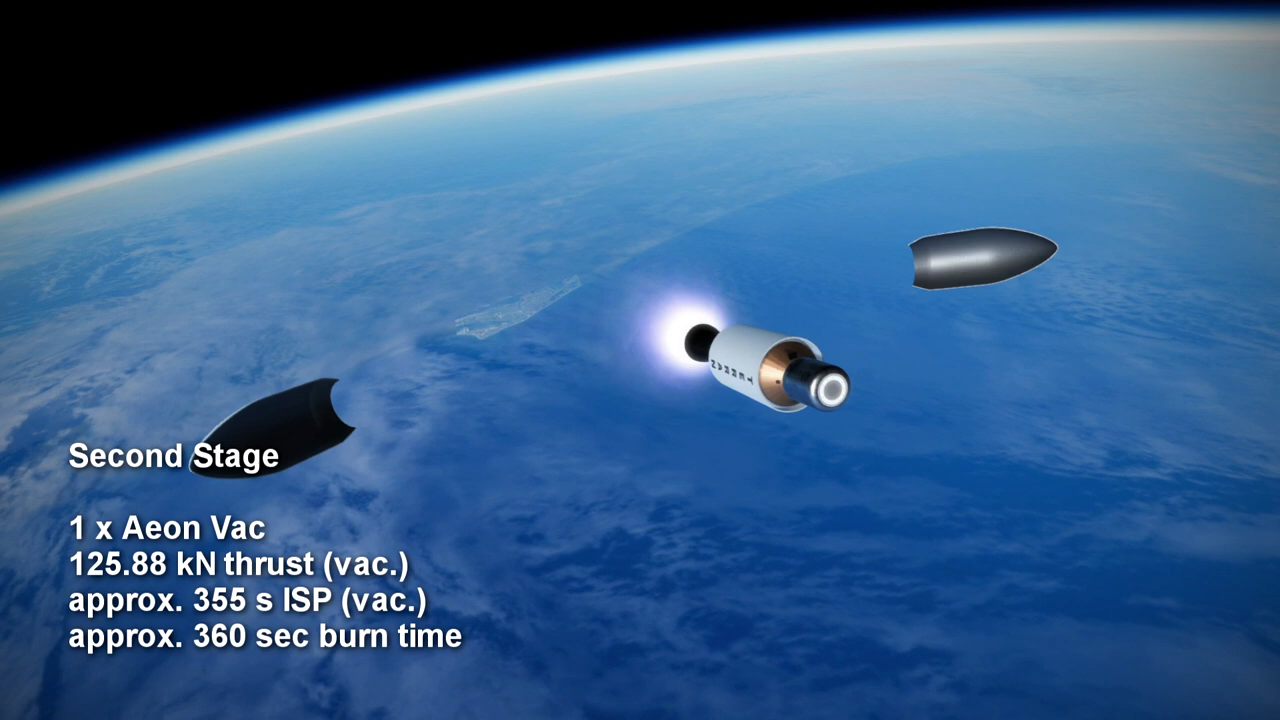 TERRAN
Second Stage
1 x Aeon Vac
125.88 kN thrust (vac.)
approx. 355 s ISP (vac.)
approx. 360 sec burn time